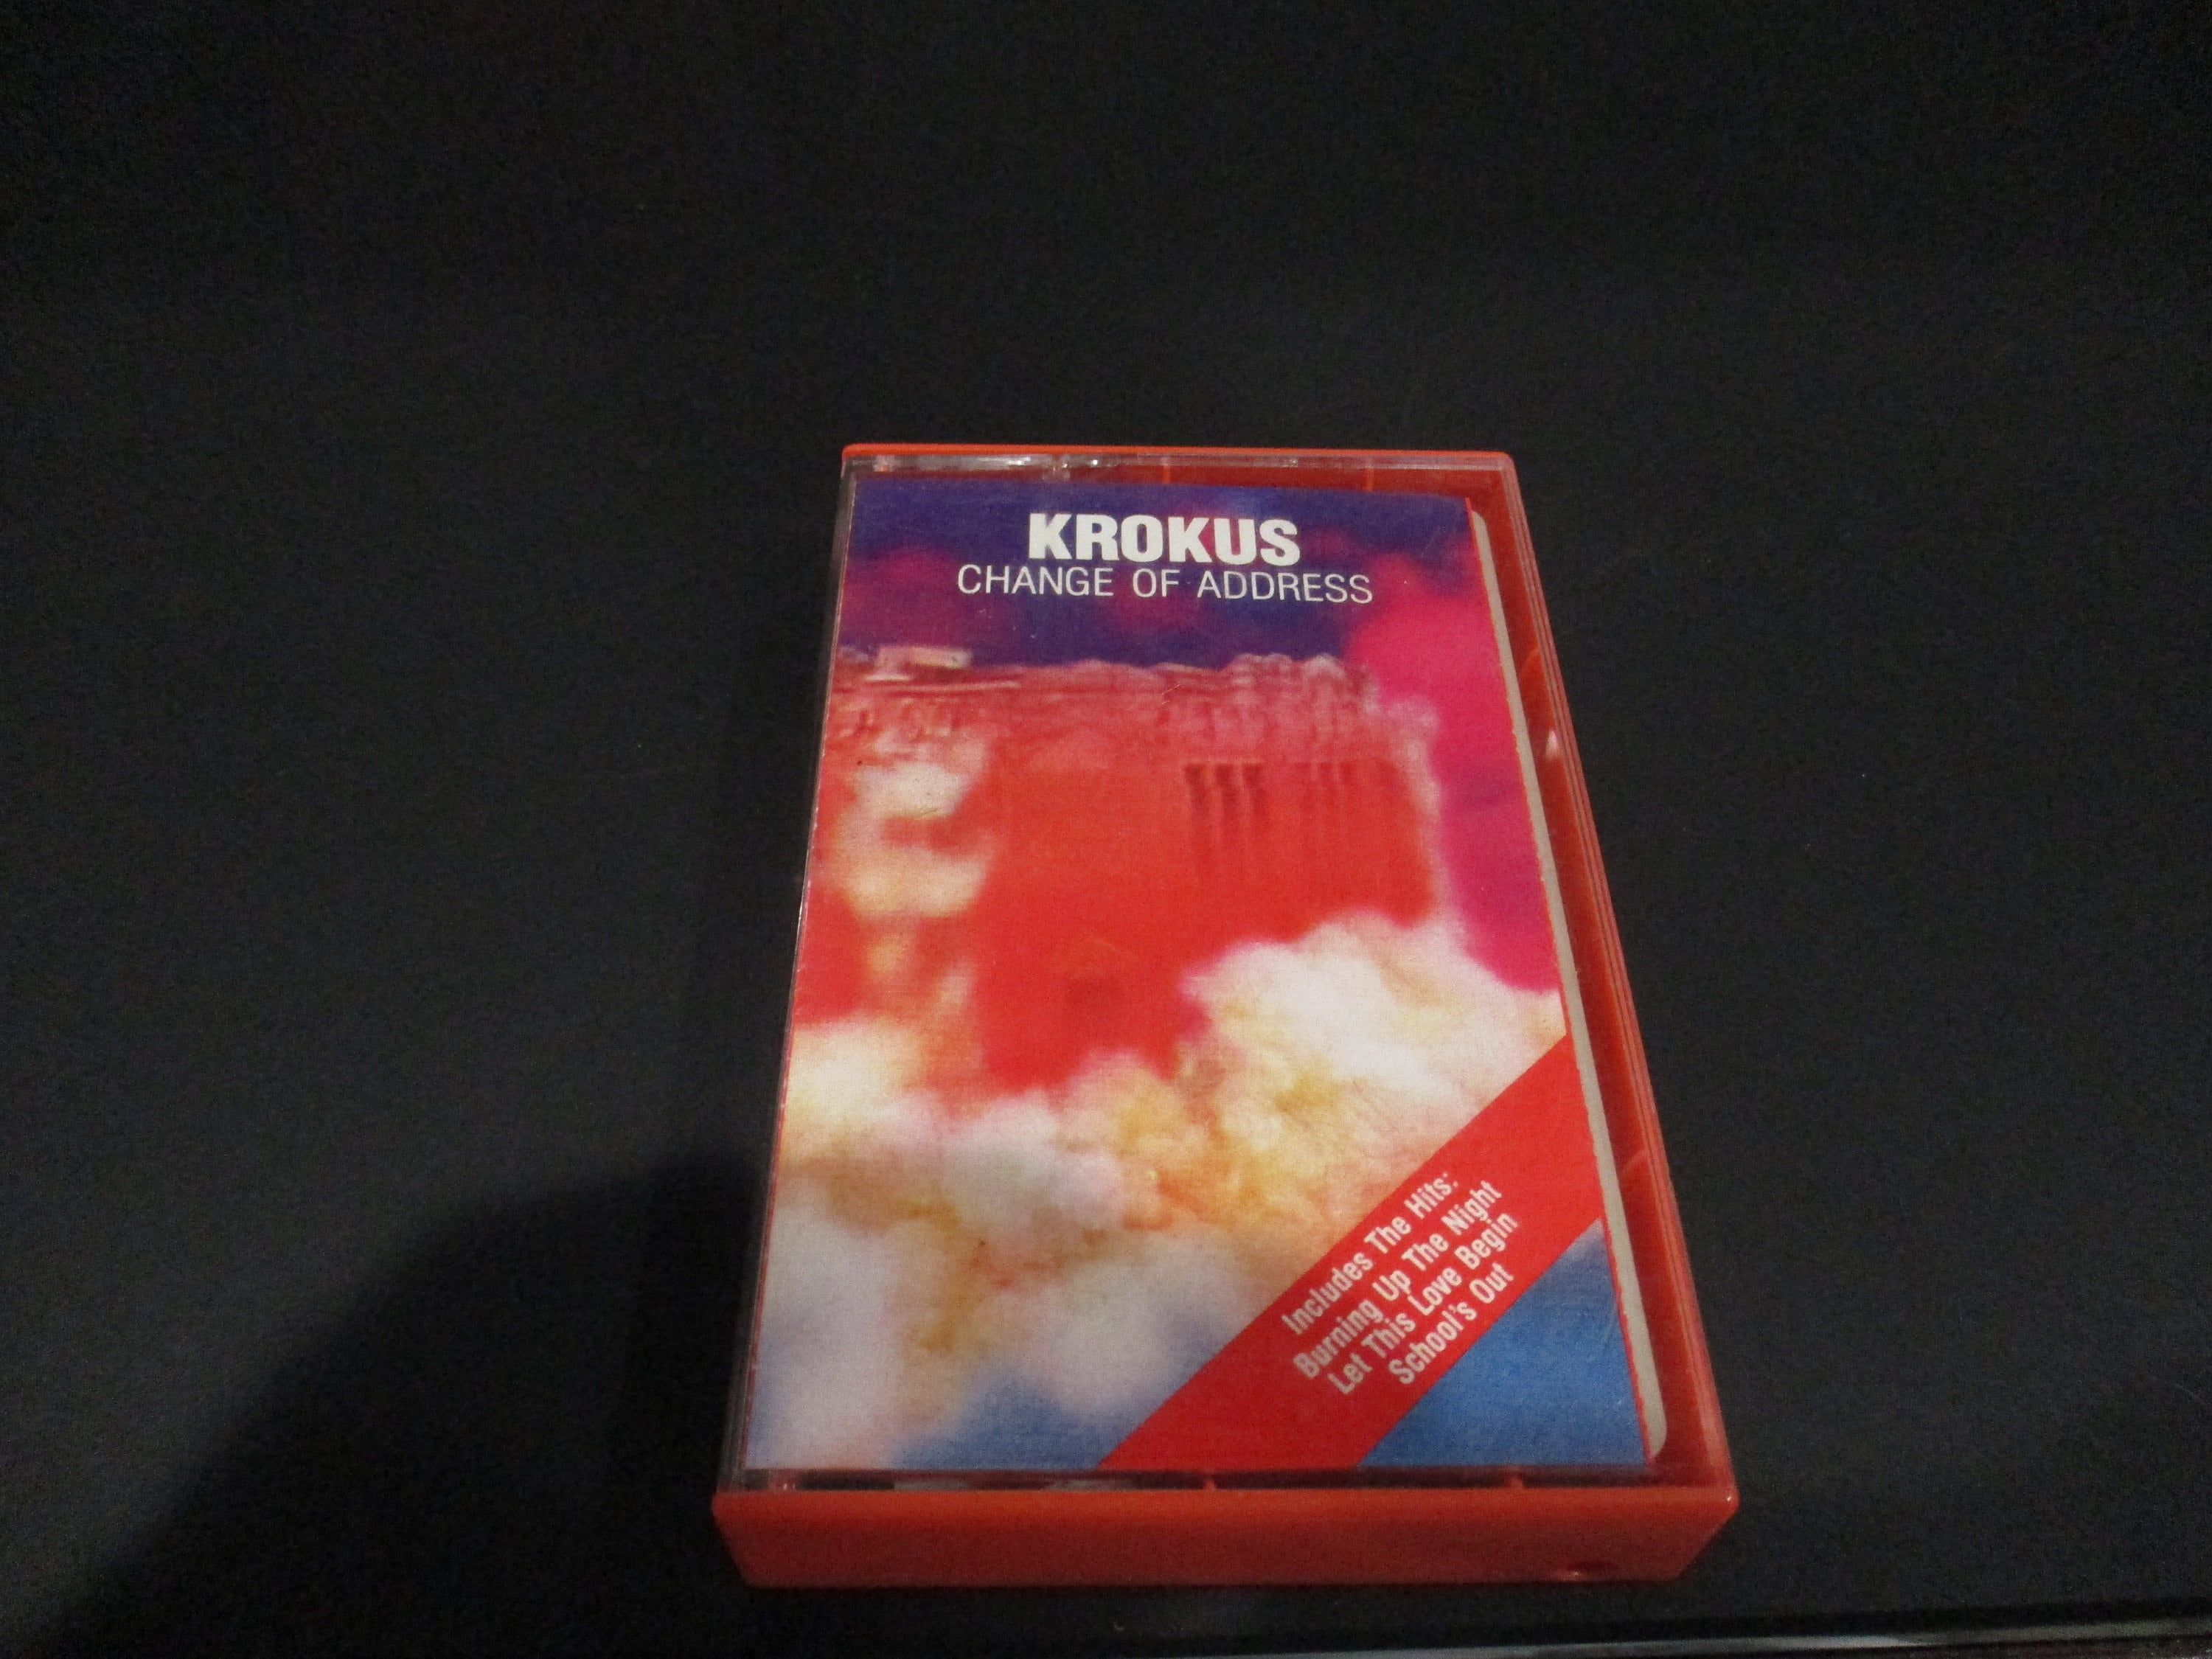 KROKUS
CHANGE OF ADDRESS
Includes The Hits:
Burning Up The Night
Let This Love Begin
School's Out